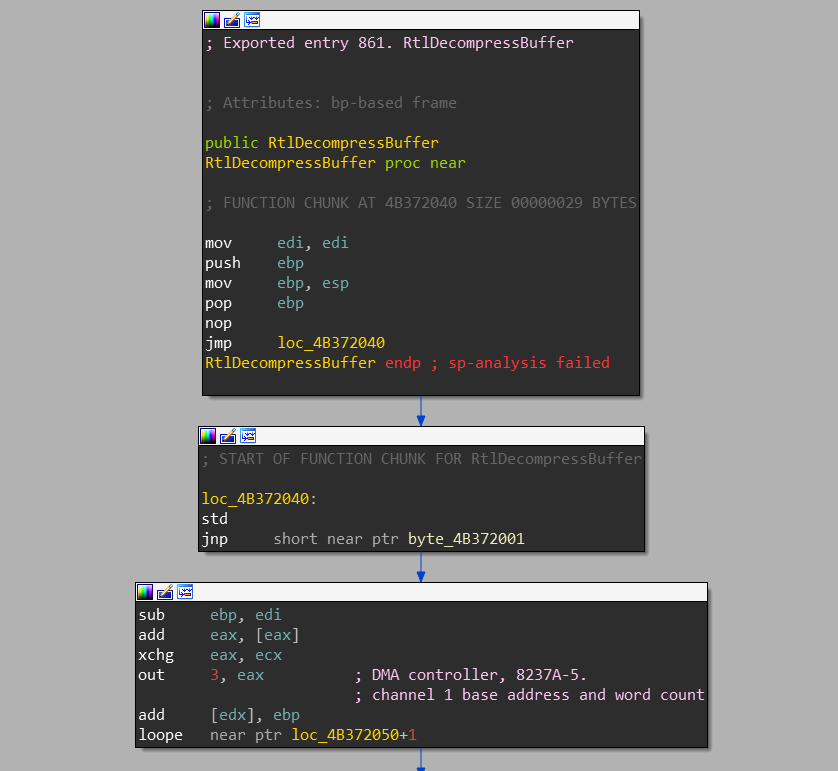 ; Exported entry 861. RtlDecompressBuffer
; Attributes: bp-based frame
public RtlDecompressBuffer
RtlDecompressBuffer proc near
; FUNCTION CHUNK AT 4B372040 SIZE 00000029 BYTES
mov edi, edi
push ebp
mov ebp, esp
pop ebp
nop
jmp loc_4B372040
RtlDecompressBuffer endp ; sp-analysis failed
; START OF FUNCTION CHUNK FOR RtlDecompressBuffer
loc_4B372040:
std
jnp short near ptr byte_4B372001
sub ebp, edi
add eax, [eax]
xchg eax, ecx
out 3, eax ; DMA controller, 8237A-5.
; channel 1 base address and word count
add [edx], ebp
loope near ptr loc_4B372050+1